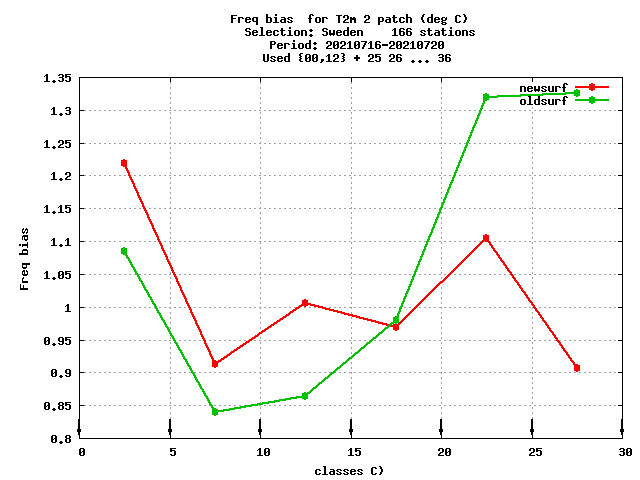 Freq bias  for T2m 2 patch (deg C)
Selection: Sweden    166 stations
Period: 20210716-20210720
Used {00,12} + 25 26 ... 36
newsurf
oldsurf
1.35
1.3
1.25
1.2
1.15
1.1
1.05
1
0.95
0.9
0.85
0.8
Freq bias
0 5 10 15 20 25 30
classes C)